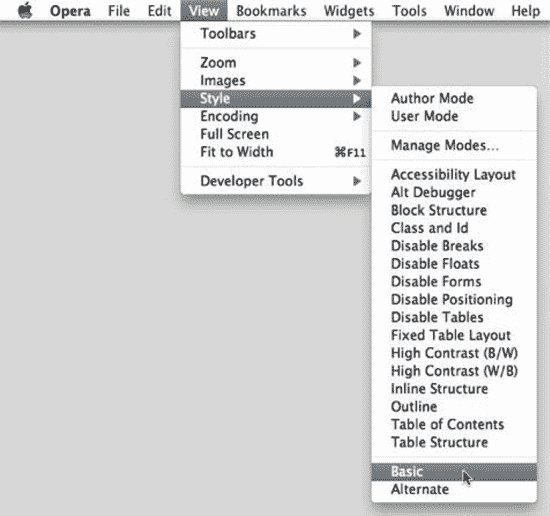 Opera File Edit View Bookmarks Widgets Tools Window Help
Toolbars
Zoom
Images
Style
Encoding
Full Screen
Fit to Width ⌘F11
Developer Tools
Author Mode
User Mode
Manage Modes...
Accessibility Layout
Alt Debugger
Block Structure
Class and Id
Disable Breaks
Disable Floats
Disable Forms
Disable Positioning
Disable Tables
Fixed Table Layout
High Contrast (B/W)
High Contrast (W/B)
Inline Structure
Outline
Table of Contents
Table Structure
Basic
Alternate